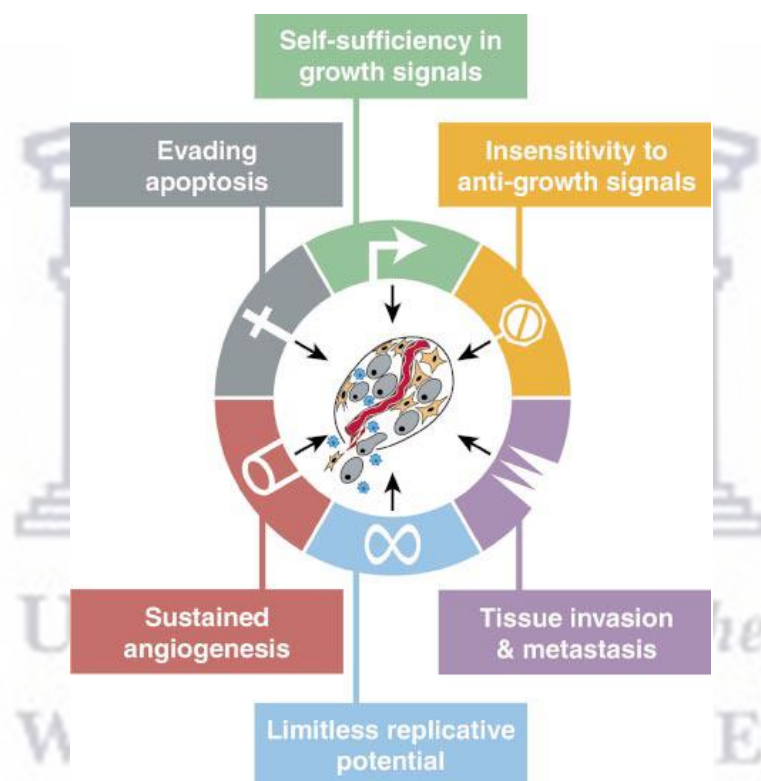 Self-sufficiency in
growth signals
Evading
apoptosis
Insensitivity to
anti-growth signals
Sustained
angiogenesis
Tissue invasion
& metastasis
Limitless replicative
potential